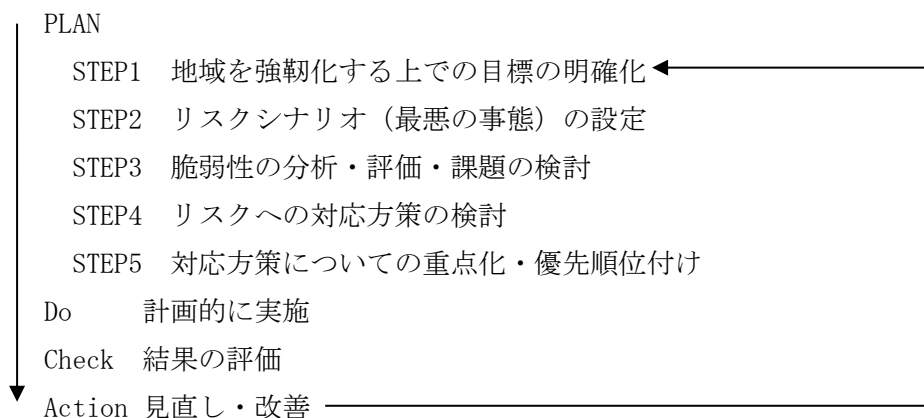 PLAN
STEP1 地域を強靭化する上での目標の明確化
STEP2 リスクシナリオ（最悪の事態）の設定
STEP3 脆弱性の分析・評価・課題の検討
STEP4 リスクへの対応方策の検討
STEP5 対応方策についての重点化・優先順位付け
Do 計画的に実施
Check 結果の評価
Action 見直し・改善